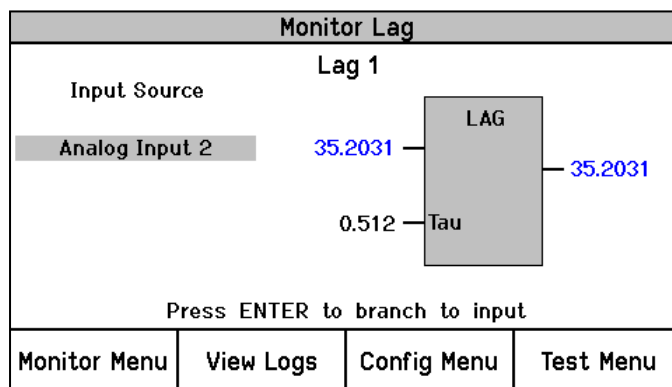 Monitor Lag
Lag 1
Input Source
LAG
Analog Input 2
35.2031
35.2031
0.512
Tau
Press ENTER to branch to input
Monitor Menu
View Logs
Config Menu
Test Menu